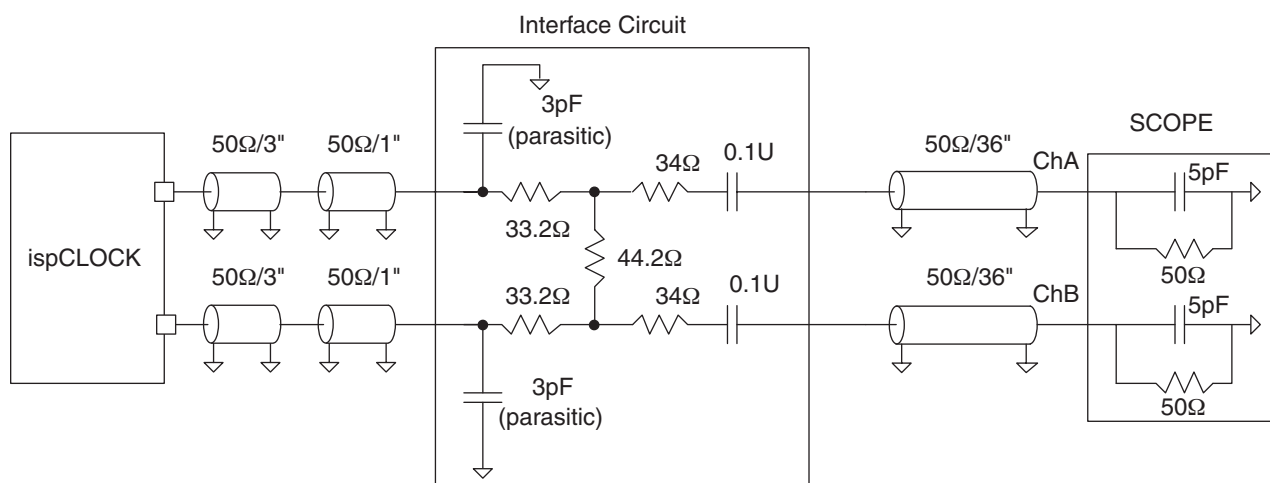 Interface Circuit
3pF
(parasitic)
SCOPE
50Ω/3"
50Ω/1"
34Ω
0.1U
50Ω/36"
ChA
5pF
33.2Ω
50Ω
ispCLOCK
44.2Ω
50Ω/3"
50Ω/1"
33.2Ω
34Ω
0.1U
50Ω/36"
ChB
5pF
3pF
(parasitic)
50Ω